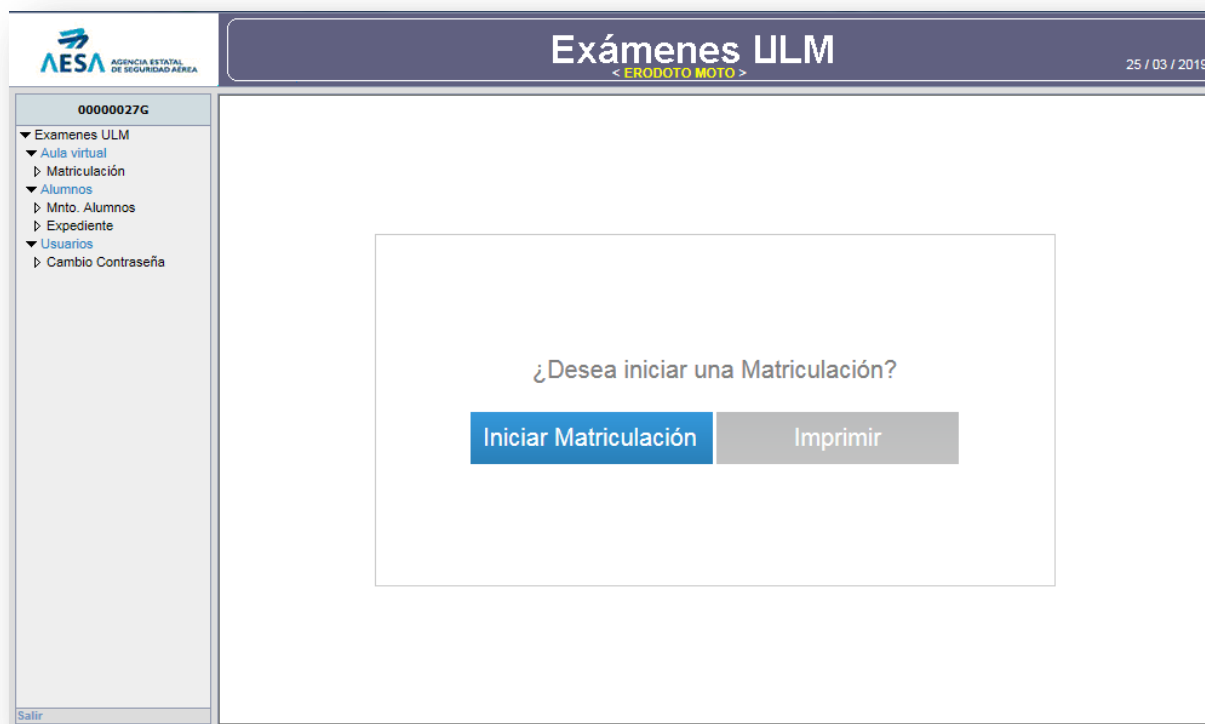 AESA AGENCIA ESTATAL
DE SEGURIDAD AÉREA
Exámenes ULM
< ERODOTO MOTO >
25 / 03 / 2019
00000027G
Examenes ULM
Aula virtual
Matriculación
Alumnos
Mnto. Alumnos
Expediente
Usuarios
Cambio Contraseña
¿Desea iniciar una Matriculación?
Iniciar Matriculación Imprimir
Salir